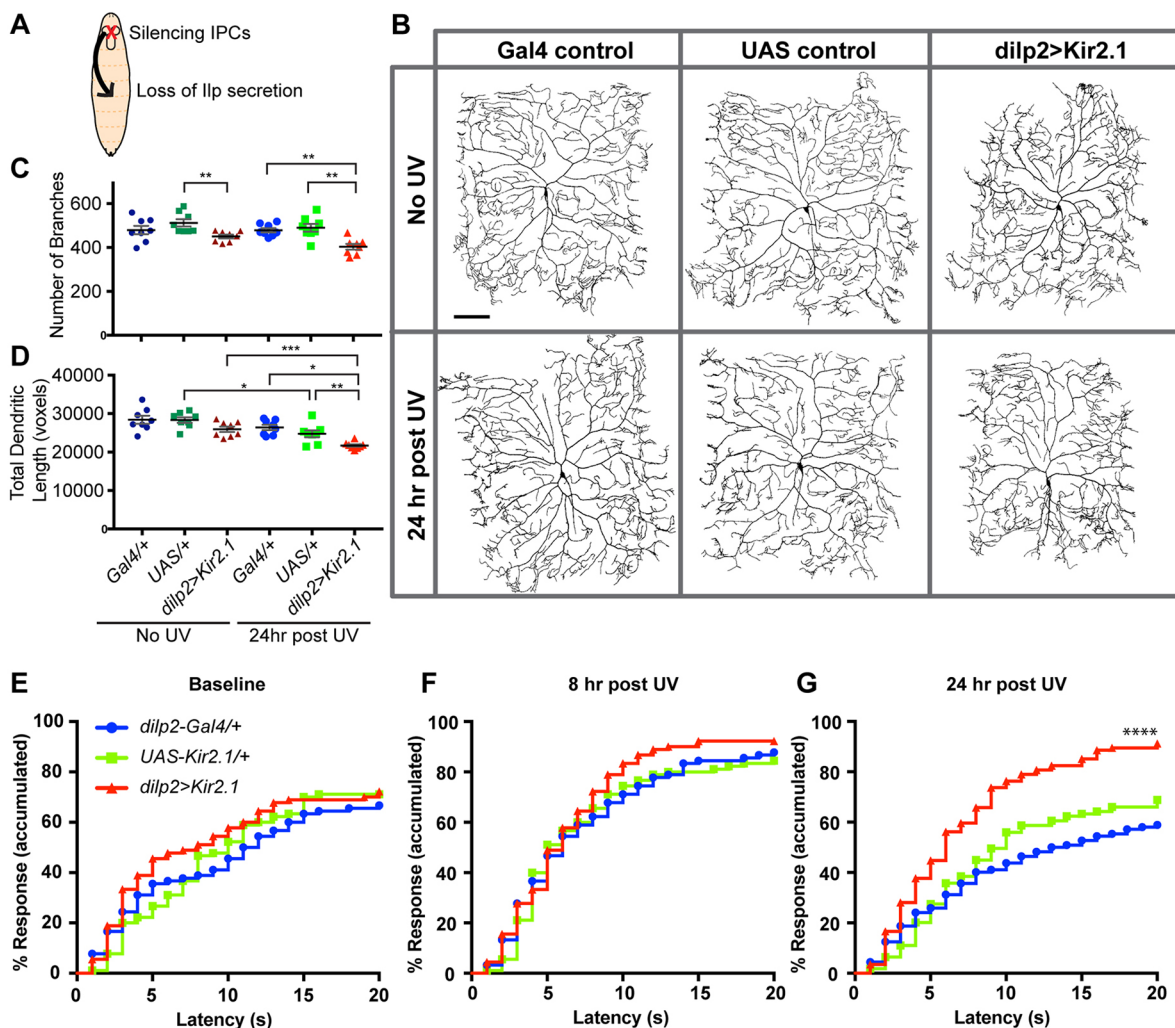 A
Silencing IPCs
Loss of Ilp secretion
B
Gal4 control
UAS control
dilp2>Kir2.1
No UV
24 hr post UV
C
Number of Branches
600
400
200
0
**
**
**
D
Total Dendritic
Length (voxels)
40000
30000
20000
10000
0
***
*
*
**
Gal4/+
UAS/+
dilp2>Kir2.1
Gal4/+
UAS/+
dilp2>Kir2.1
No UV
24hr post UV
E
Baseline
dilp2-Gal4/+
UAS-Kir2.1/+
dilp2>Kir2.1
% Response (accumulated)
100
80
60
40
20
0
0
5
10
15
20
Latency (s)
F
8 hr post UV
% Response (accumulated)
100
80
60
40
20
0
0
5
10
15
20
Latency (s)
G
24 hr post UV
****
% Response (accumulated)
100
80
60
40
20
0
0
5
10
15
20
Latency (s)